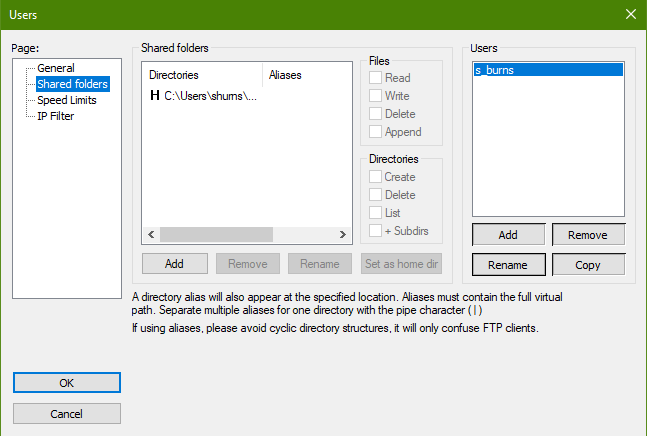 Users
Page:
General
Shared folders
Speed Limits
IP Filter
Shared folders
Directories Aliases
H C:\Users\shurns\...
Files
Read
Write
Delete
Append
Directories
Create
Delete
List
+ Subdirs
Add Remove Rename Set as home dir
Users
s_burns
Add Remove
Rename Copy
A directory alias will also appear at the specified location. Aliases must contain the full virtual
path. Separate multiple aliases for one directory with the pipe character ( | )
If using aliases, please avoid cyclic directory structures, it will only confuse FTP clients.
OK
Cancel